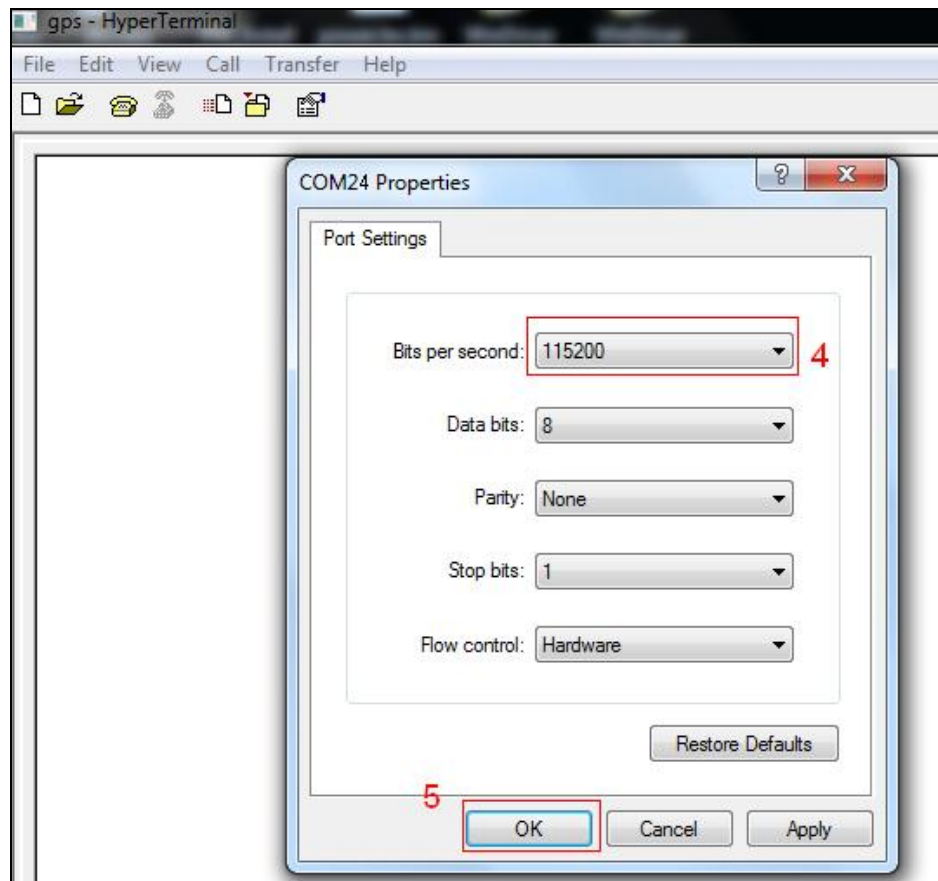 gps - HyperTerminal
File Edit View Call Transfer Help
COM24 Properties
Port Settings
Bits per second: 115200 4
Data bits: 8
Parity: None
Stop bits: 1
Flow control: Hardware
Restore Defaults
5
OK Cancel Apply